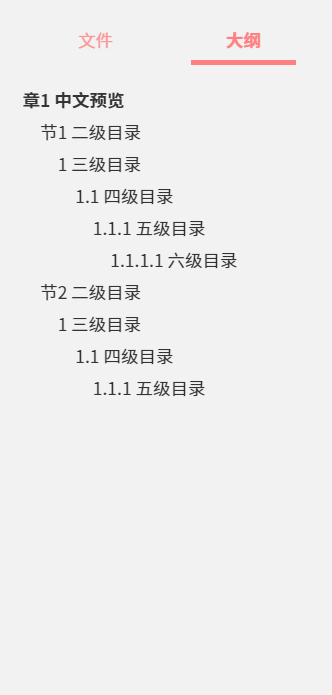 文件 大纲
章1 中文预览
节1 二级目录
1 三级目录
1.1 四级目录
1.1.1 五级目录
1.1.1.1 六级目录
节2 二级目录
1 三级目录
1.1 四级目录
1.1.1 五级目录